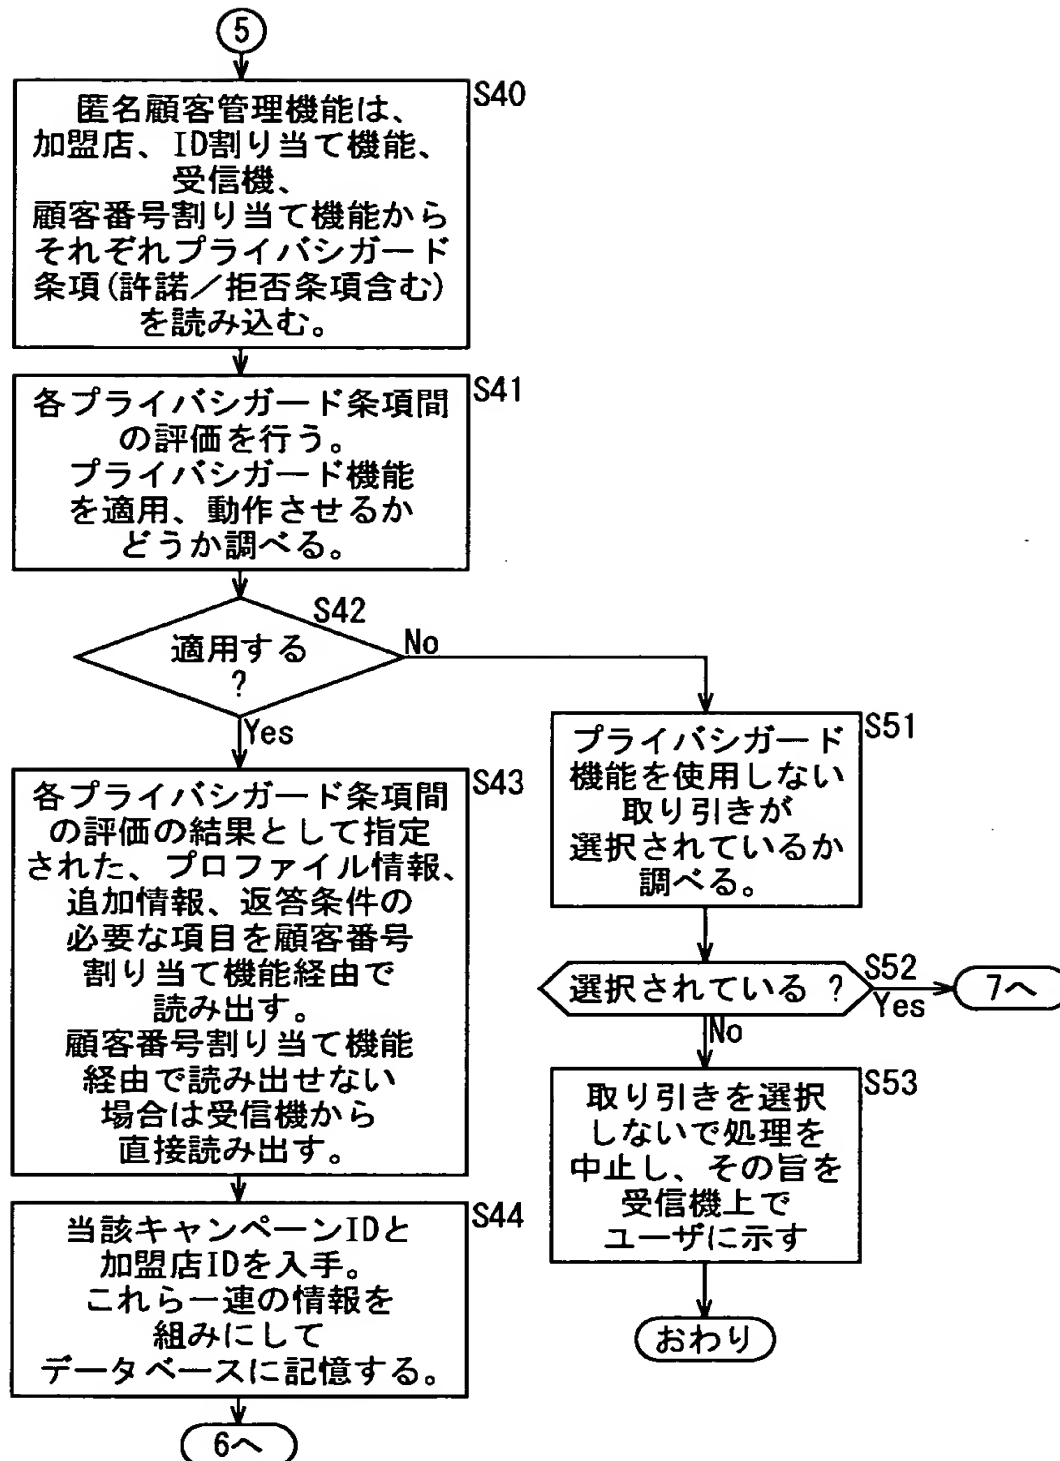 5
S40
匿名顧客管理機能は、
加盟店、ID割り当て機能、
受信機、
顧客番号割り当て機能から
それぞれプライバシガード
条項(許諾／拒否条項含む)
を読み込む。
S41
各プライバシガード条項間
の評価を行う。
プライバシガード機能
を適用、動作させるか
どうか調べる。
S42
適用する
?
No
Yes
S43
各プライバシガード条項間
の評価の結果として指定
された、プロファイル情報、
追加情報、返答条件の
必要な項目を顧客番号
割り当て機能経由で
読み出す。
顧客番号割り当て機能
経由で読み出せない
場合は受信機から
直接読み出す。
S44
当該キャンペーンIDと
加盟店IDを入手。
これら一連の情報を
組みにして
データベースに記憶する。
6へ
S51
プライバシガード
機能を使用しない
取り引きが
選択されているか
調べる。
S52
選択されている ?
Yes
7へ
No
S53
取り引きを選択
しないで処理を
中止し、その旨を
受信機上で
ユーザに示す
おわり